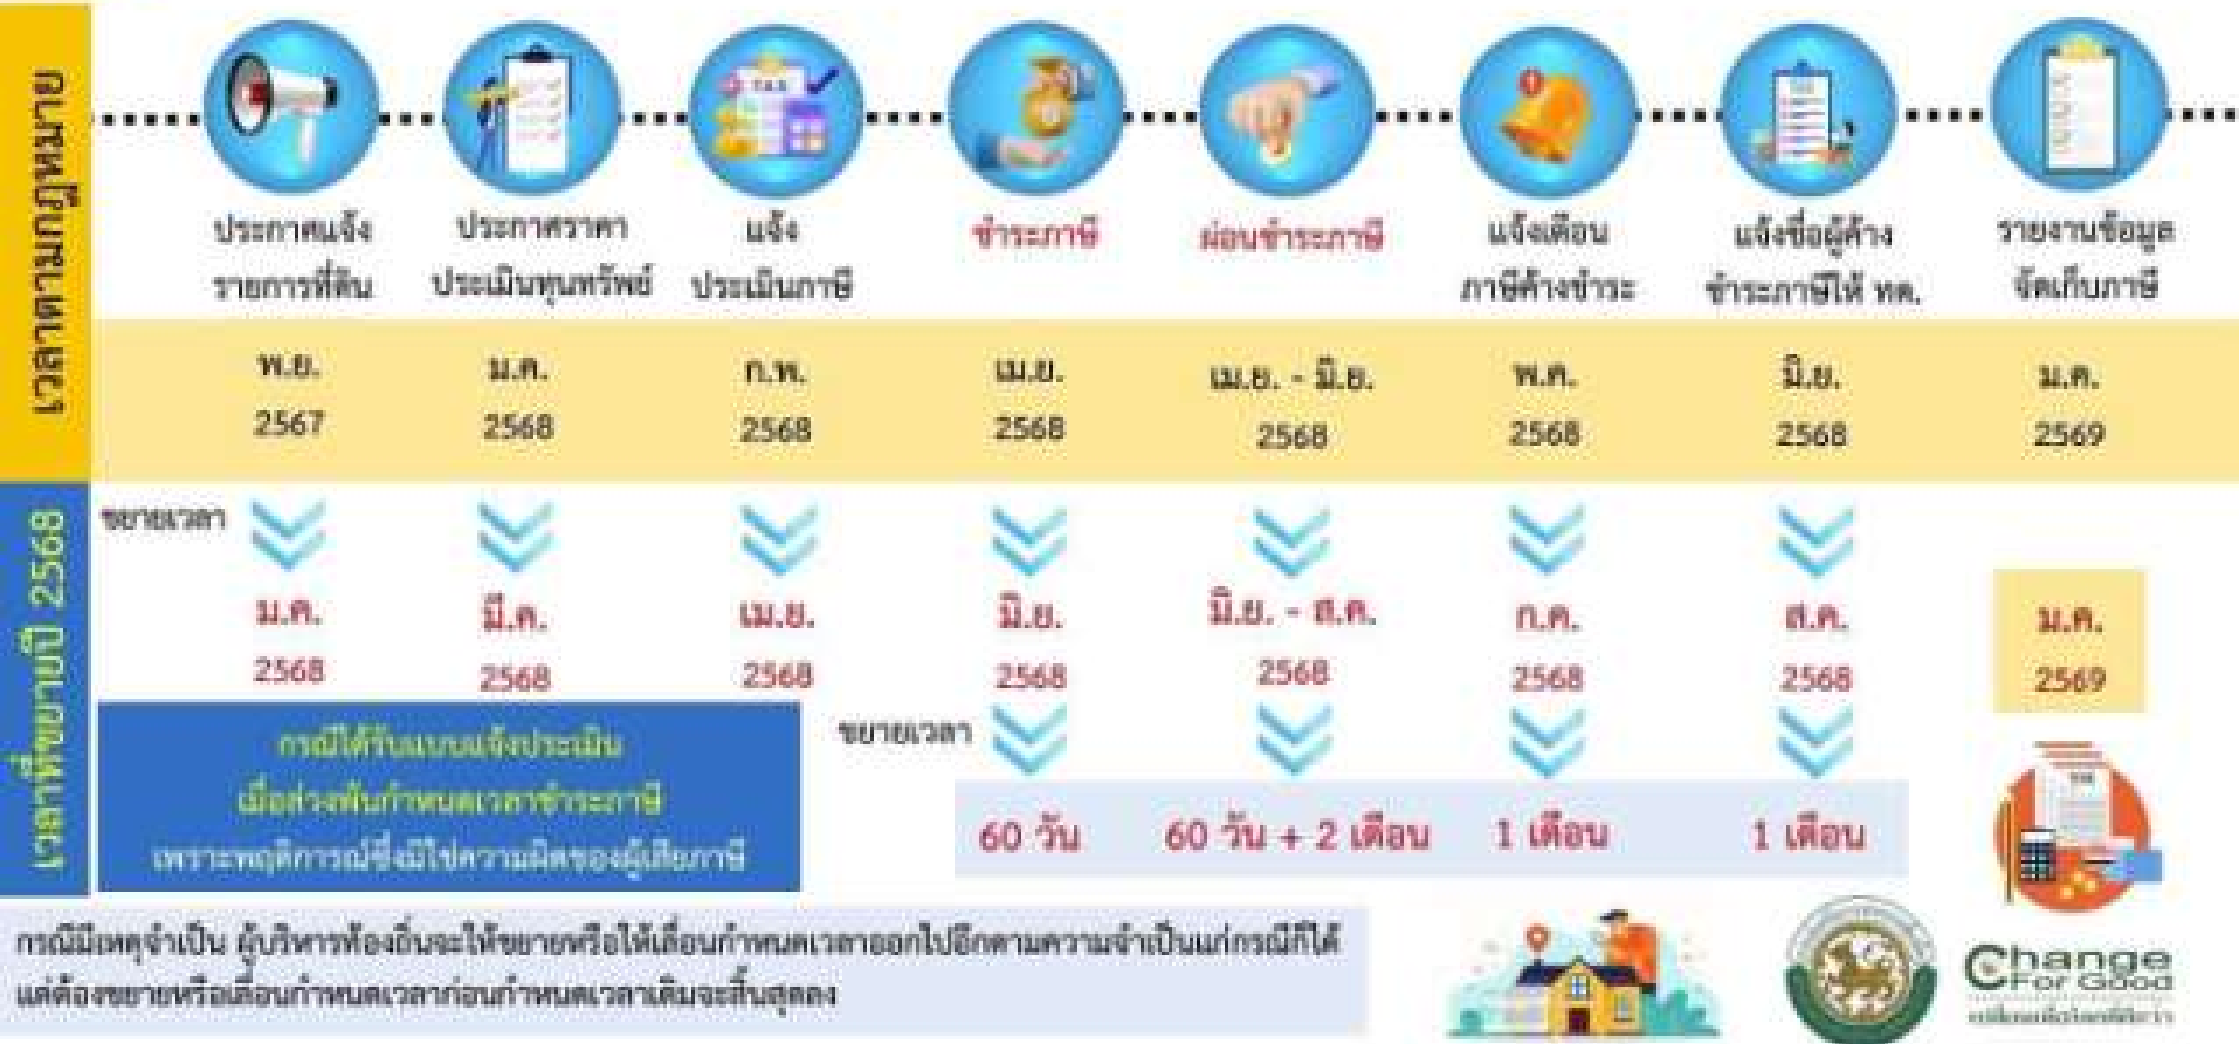 เวลาตามกฎหมาย
ประกาศแจ้ง
รายการที่ดิน
ประกาศราคา
ประเมินทุนทรัพย์
แจ้ง
ประเมินภาษี
ชำระภาษี
ผ่อนชำระภาษี
แจ้งเตือน
ภาษีค้างชำระ
แจ้งชื่อผู้ค้าง
ชำระภาษีให้ ทด.
รายงานข้อมูล
จัดเก็บภาษี
พ.ย.
2567
ม.ค.
2568
ก.พ.
2568
เม.ย.
2568
เม.ย. - มิ.ย.
2568
พ.ค.
2568
มิ.ย.
2568
ม.ค.
2569
เวลาที่ขยายปี 2568
ขยายเวลา
ม.ค.
2568
มี.ค.
2568
เม.ย.
2568
มิ.ย.
2568
มิ.ย. - ส.ค.
2568
ก.ค.
2568
ส.ค.
2568
ม.ค.
2569
กรณีได้รับแบบแจ้งประเมิน
เมื่อล่วงพ้นกำหนดเวลาชำระภาษี
เพราะพฤติการณ์ซึ่งมิใช่ความผิดของผู้เสียภาษี
ขยายเวลา
60 วัน
60 วัน + 2 เดือน
1 เดือน
1 เดือน
กรณีมีเหตุจำเป็น ผู้บริหารท้องถิ่นจะให้ขยายหรือให้เลื่อนกำหนดเวลาออกไปอีกตามความจำเป็นแก่กรณีก็ได้
แต่ต้องขยายหรือเลื่อนกำหนดเวลาก่อนกำหนดเวลาเดิมจะสิ้นสุดลง
Change
For Good